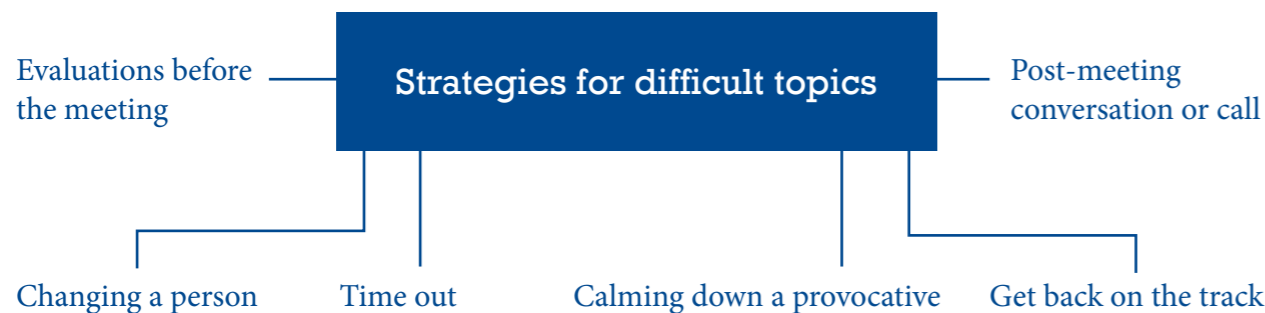 Strategies for difficult topics
Evaluations before
the meeting
Post-meeting
conversation or call
Changing a person
Time out
Calming down a provocative
Get back on the track